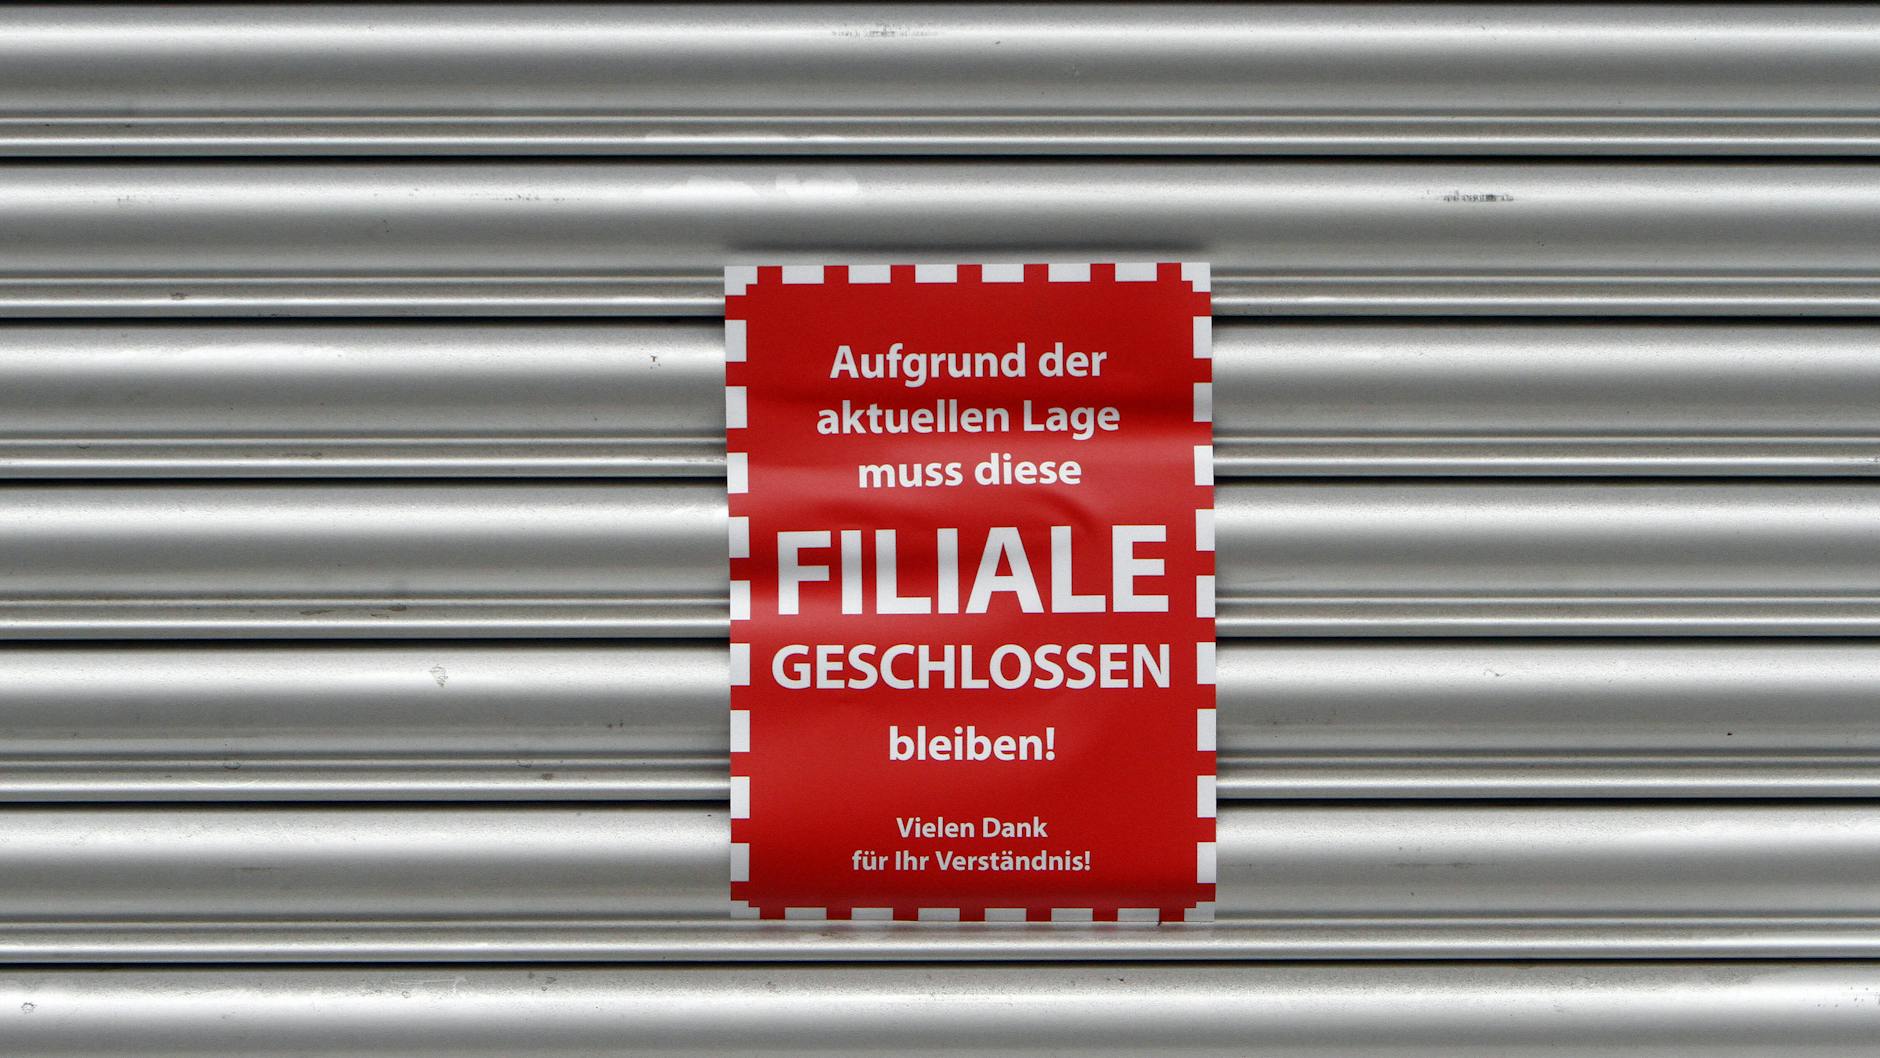 Aufgrund der
aktuellen Lage
muss diese
FILIALE
GESCHLOSSEN
bleiben!
Vielen Dank
für Ihr Verständnis!